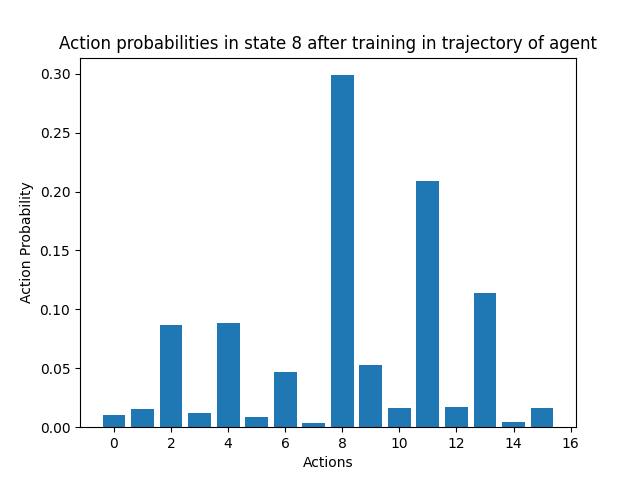 Action probabilities in state 8 after training in trajectory of agent
0.30
0.25
0.20
0.15
0.10
0.05
0.00
Action Probability
0 2 4 6 8 10 12 14 16
Actions